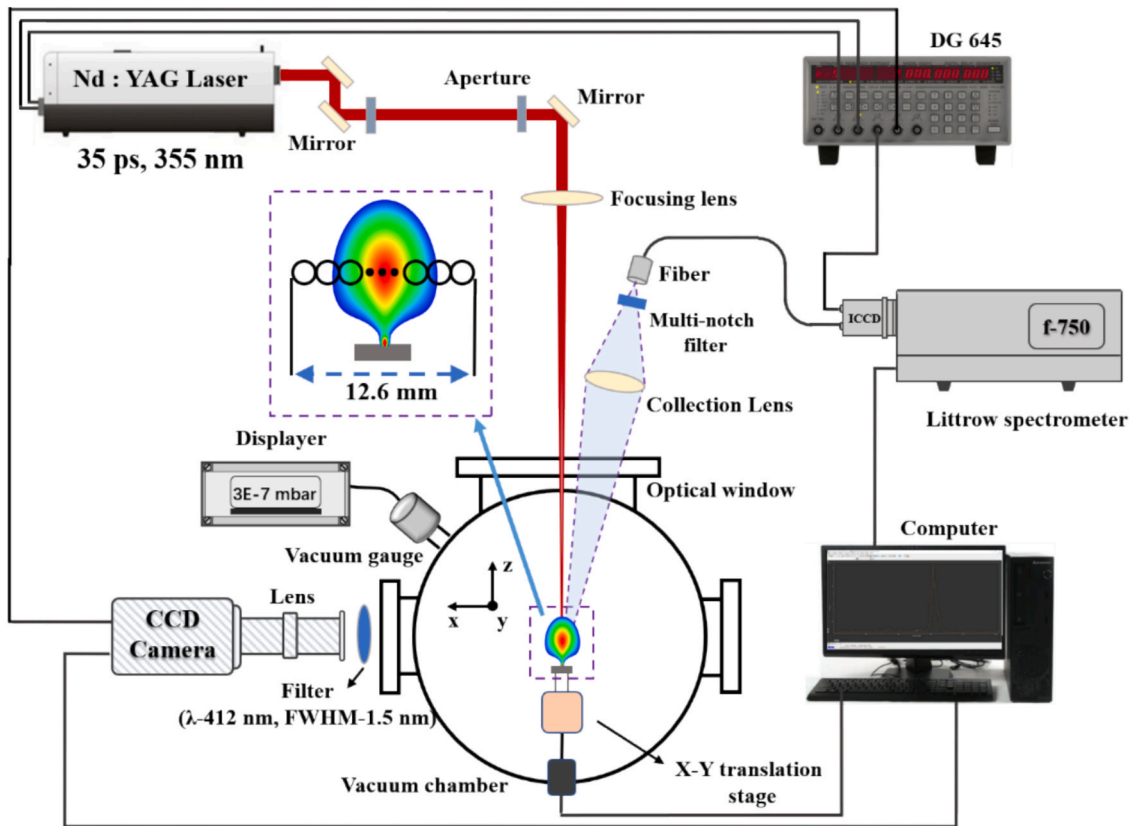 DG 645
Nd : YAG Laser
Aperture
Mirror
Mirror
35 ps, 355 nm
Focusing lens
Fiber
Multi-notch
filter
ICCD
f-750
12.6 mm
Collection Lens
Littrow spectrometer
Displayer
3E-7 mbar
Optical window
Vacuum gauge
Computer
z
x
y
Lens
CCD
Camera
Filter
(λ-412 nm, FWHM-1.5 nm)
Vacuum chamber
X-Y translation
stage